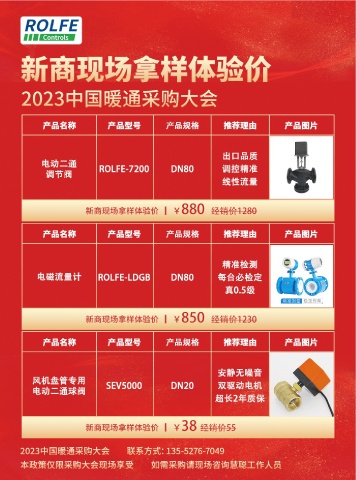 ROLFE
Controls
新商现场拿样体验价
2023中国暖通采购大会
产品名称 产品型号 产品规格 推荐理由 产品图片
电动二通
调节阀
ROLFE-7200
DN80
出口品质
调控精准
线性流量
新商现场拿样体验价 | ￥880 经销价1280
产品名称 产品型号 产品规格 推荐理由 产品图片
电磁流量计
ROLFE-LDGB
DN80
精准检测
每台必检定
真0.5级
新商现场拿样体验价 | ￥850 经销价1230
产品名称 产品型号 产品规格 推荐理由 产品图片
风机盘管专用
电动二通球阀
SEV5000
DN20
安静无噪音
双驱动电机
超长2年质保
新商现场拿样体验价 | ￥38 经销价55
2023中国暖通采购大会 联系方式: 135-5276-7049
本政策仅限采购大会现场享受 如需采购请现场咨询慧聪工作人员